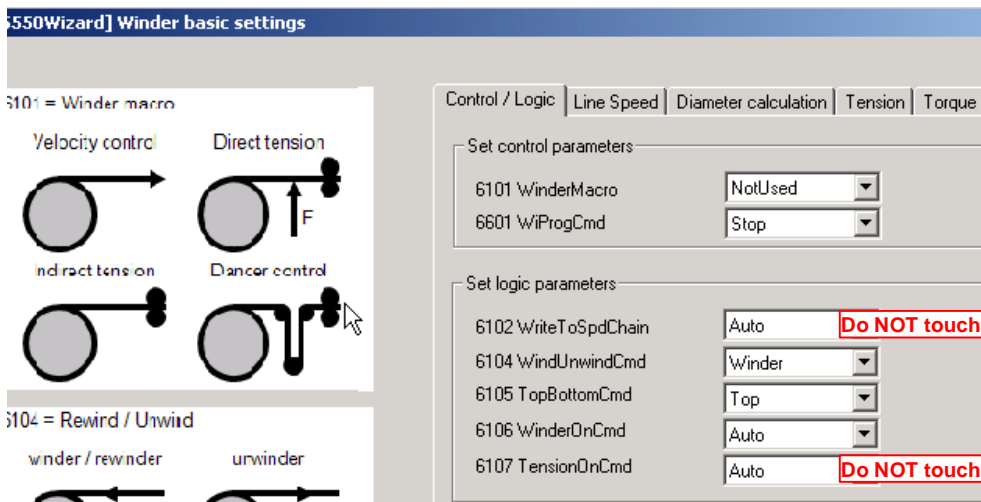 5550Wizard] Winder basic settings
6101 = Winder macro
Velocity control Direct tension
F
Indirect tension Dancer control
6104 = Rewind / Unwind
winder / rewinder unwinder
Control / Logic Line Speed Diameter calculation Tension Torque
Set control parameters
6101 WinderMacro NotUsed
6601 WiProgCmd Stop
Set logic parameters
6102 WriteToSpdChain Auto Do NOT touch
6104 WindUnwindCmd Winder
6105 TopBottomCmd Top
6106 WinderOnCmd Auto
6107 TensionOnCmd Auto Do NOT touch